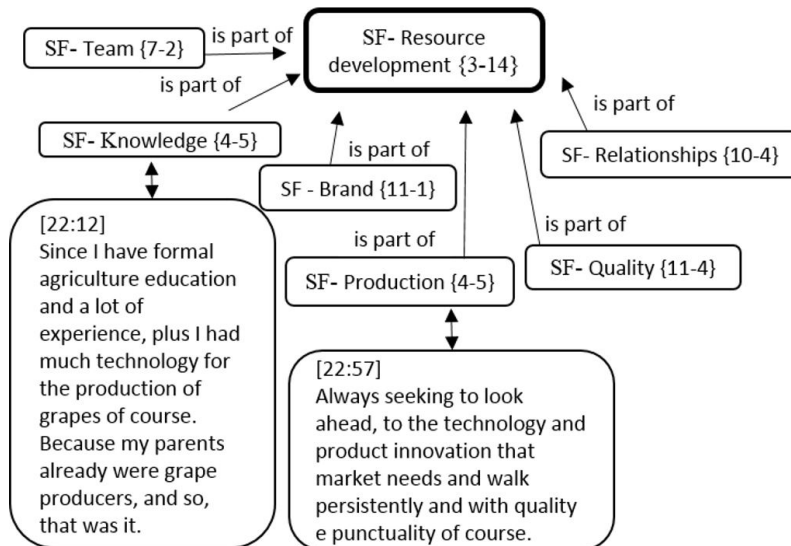 SF- Team {7-2}
is part of
SF- Resource
development {3-14}
is part of
SF- Knowledge {4-5}
is part of
SF - Brand {11-1}
is part of
SF- Relationships {10-4}
is part of
SF- Production {4-5}
is part of
SF- Quality {11-4}
[22:12]
Since I have formal
agriculture education
and a lot of
experience, plus I had
much technology for
the production of
grapes of course.
Because my parents
already were grape
producers, and so,
that was it.
[22:57]
Always seeking to look
ahead, to the technology and
product innovation that
market needs and walk
persistently and with quality
e punctuality of course.